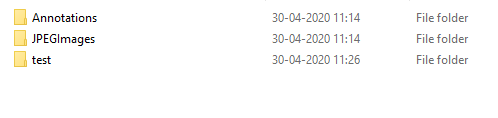 Annotations 30-04-2020 11:14 File folder
JPEGImages 30-04-2020 11:14 File folder
test 30-04-2020 11:26 File folder